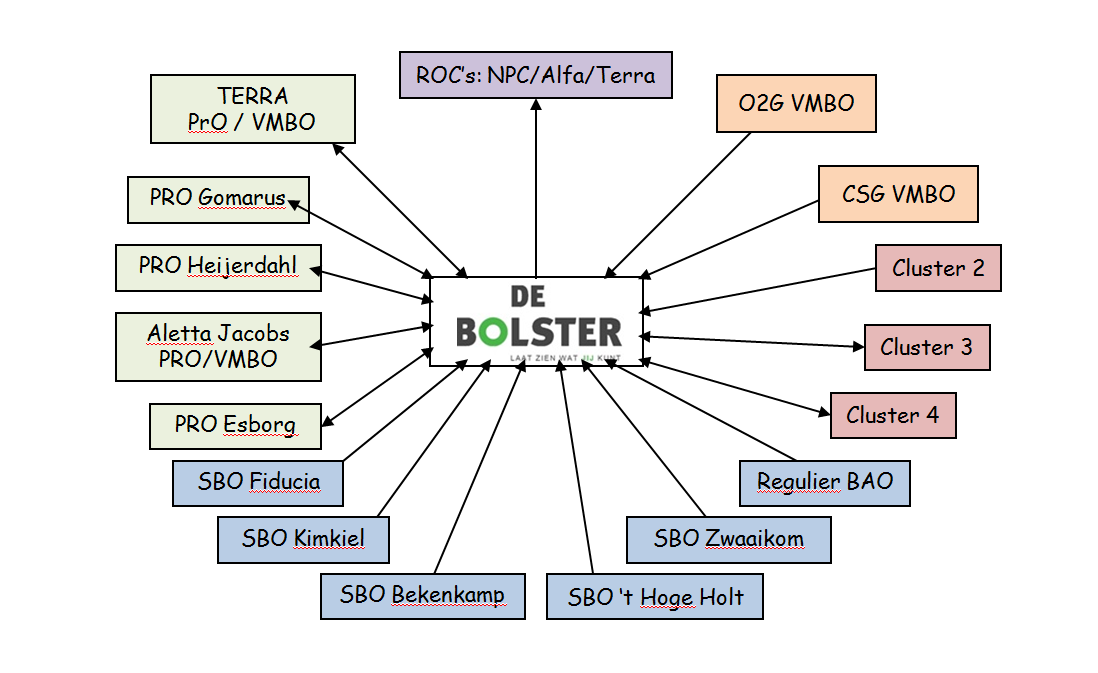 ROC's: NPC/Alfa/Terra
TERRA
PrO / VMBO
O2G VMBO
PRO Gomarus
CSG VMBO
PRO Heijerdahl
Cluster 2
DE
BOLSTER
LAAT ZIEN WAT JIJ KUNT
Aletta Jacobs
PRO/VMBO
Cluster 3
PRO Esborg
Cluster 4
SBO Fiducia
Regulier BAO
SBO Kimkiel
SBO Zwaaikom
SBO Bekenkamp
SBO ‘t Hoge Holt